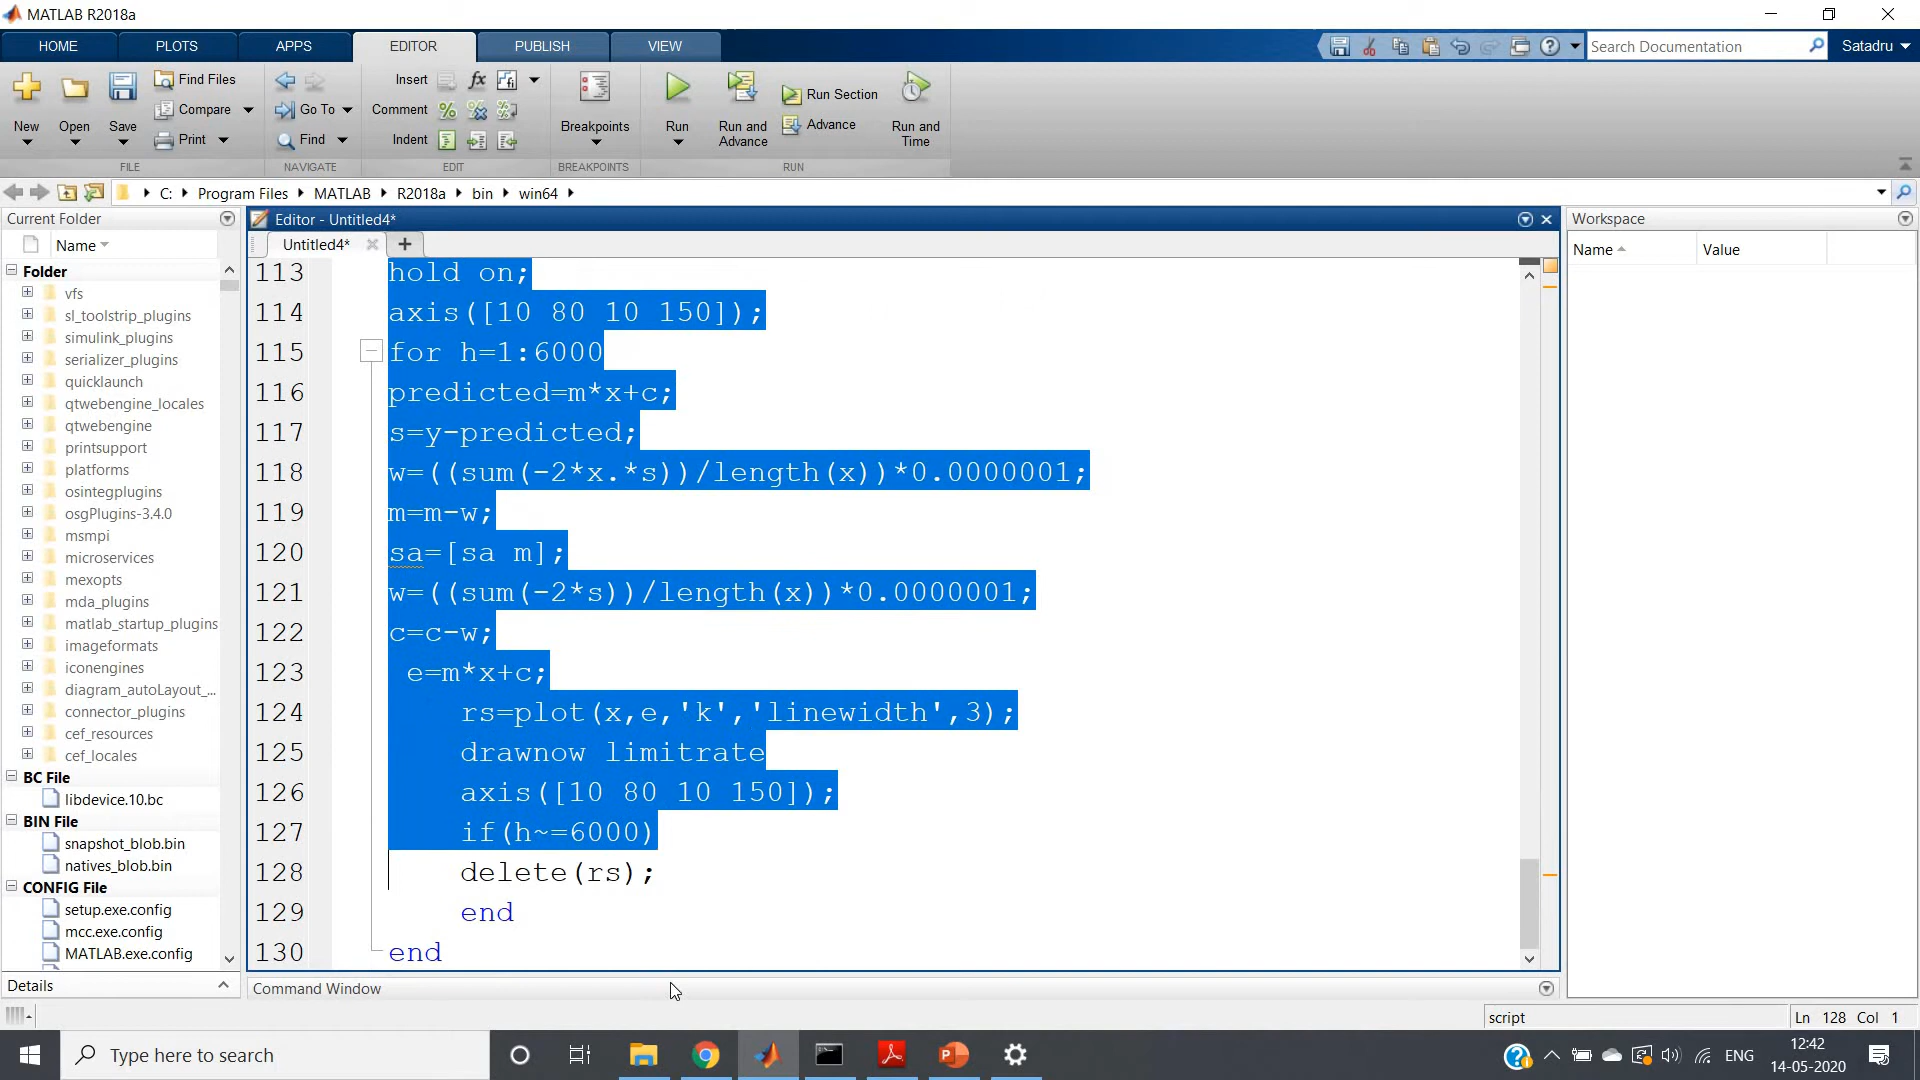 MATLAB R2018a
HOME PLOTS APPS EDITOR PUBLISH VIEW
Search Documentation
Satadru
New
Open
Save
Find Files
Compare
Print
FILE
Go To
Find
NAVIGATE
Insert
Comment
Indent
EDIT
Breakpoints
BREAKPOINTS
Run
Run and Advance
Run Section
Advance
Run and Time
RUN
C: Program Files MATLAB R2018a bin win64
Current Folder
Name
Folder
vfs
sl_toolstrip_plugins
simulink_plugins
serializer_plugins
quicklaunch
qtwebengine_locales
qtwebengine
printsupport
platforms
osintegplugins
osgPlugins-3.4.0
msmpi
microservices
mexopts
mda_plugins
matlab_startup_plugins
imageformats
iconengines
diagram_autoLayout_...
connector_plugins
cef_resources
cef_locales
BC File
libdevice.10.bc
BIN File
snapshot_blob.bin
natives_blob.bin
CONFIG File
setup.exe.config
mcc.exe.config
MATLAB.exe.config
Details
Editor - Untitled4*
Untitled4*
113 hold on;
114 axis([10 80 10 150]);
115 for h=1:6000
116 predicted=m*x+c;
117 s=y-predicted;
118 w=((sum(-2*x.*s))/length(x))*0.0000001;
119 m=m-w;
120 sa=[sa m];
121 w=((sum(-2*s))/length(x))*0.0000001;
122 c=c-w;
123 e=m*x+c;
124 rs=plot(x,e,'k','linewidth',3);
125 drawnow limitrate
126 axis([10 80 10 150]);
127 if(h~=6000)
128 delete(rs);
129 end
130 end
Command Window
Workspace
Name Value
script
Ln 128 Col 1
Type here to search
ENG
12:42
14-05-2020